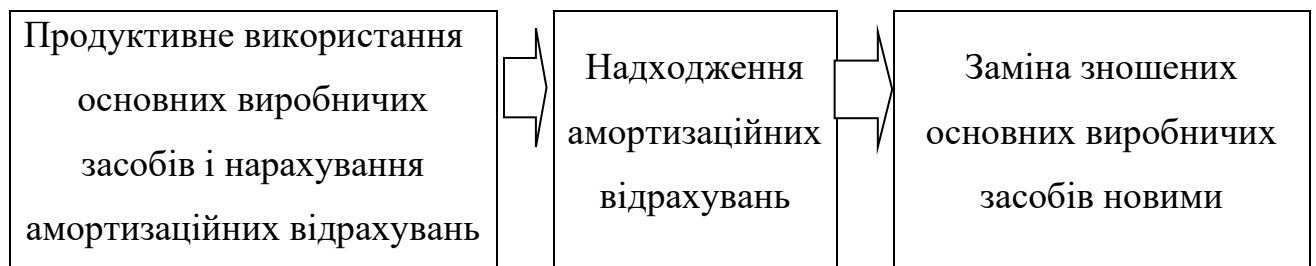 Продуктивне використання
основних виробничих
засобів і нарахування
амортизаційних відрахувань
Надходження
амортизаційних
відрахувань
Заміна зношених
основних виробничих
засобів новими